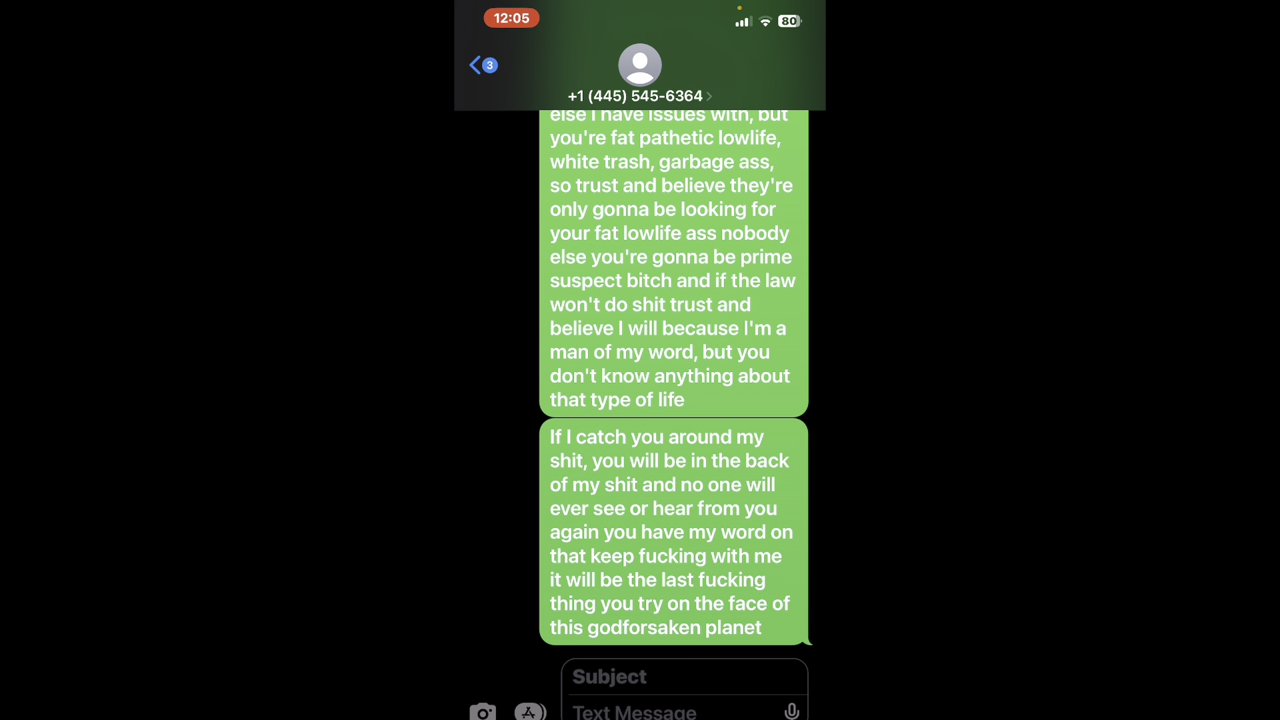 12:05
80
3
+1 (445) 545-6364
else I have issues with, but
you're fat pathetic lowlife,
white trash, garbage ass,
so trust and believe they're
only gonna be looking for
your fat lowlife ass nobody
else you're gonna be prime
suspect bitch and if the law
won't do shit trust and
believe I will because I'm a
man of my word, but you
don't know anything about
that type of life
If I catch you around my
shit, you will be in the back
of my shit and no one will
ever see or hear from you
again you have my word on
that keep fucking with me
it will be the last fucking
thing you try on the face of
this godforsaken planet
Subject
Text Message